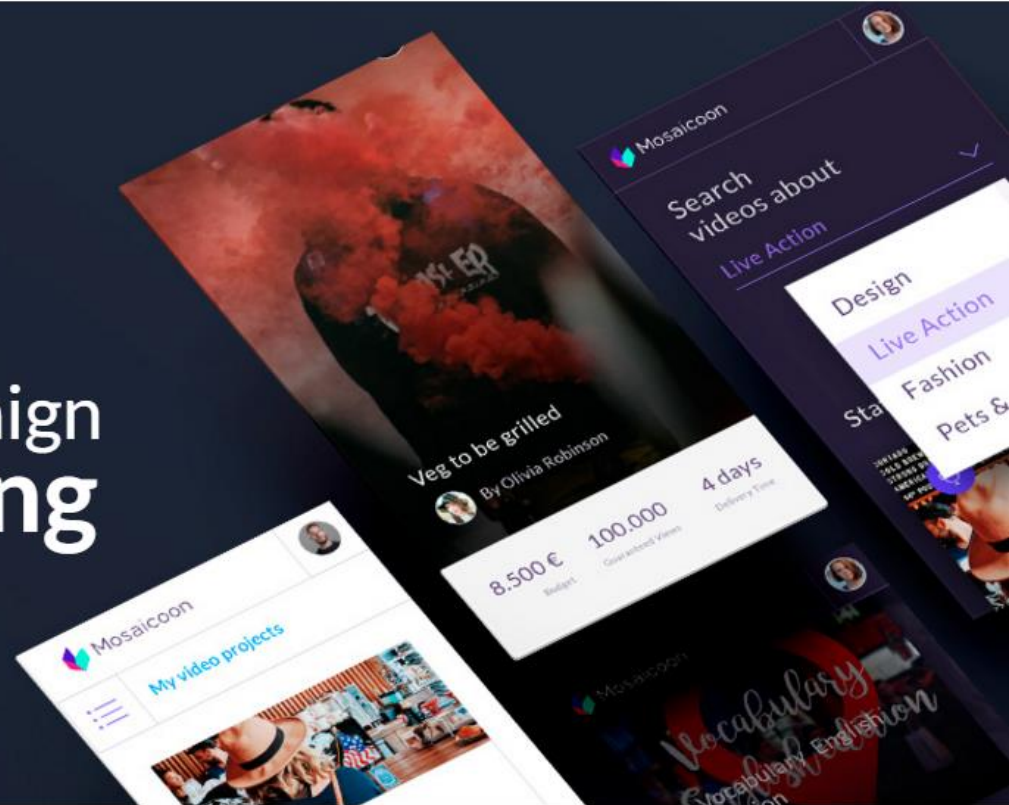 ign
ng
Mosaicoon
My video projects
Veg to be grilled
By Olivia Robinson
8.500 €
Budget
100.000
Guaranteed Views
4 days
Delivery Time
Mosaicoon
Vocabulary
Vocabulary English
Mosaicoon
Search
videos about
Live Action
Design
Live Action
Fashion
Pets &
Sta